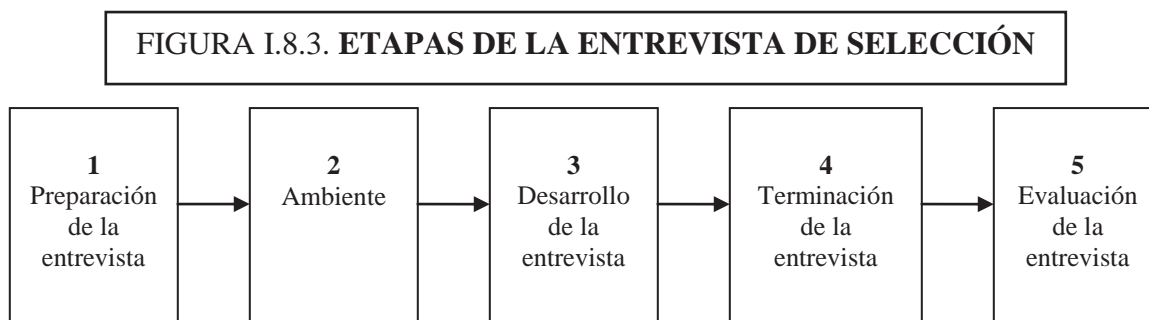 FIGURA I.8.3. ETAPAS DE LA ENTREVISTA DE SELECCIÓN
1
Preparación
de la
entrevista
2
Ambiente
3
Desarrollo
de la
entrevista
4
Terminación
de la
entrevista
5
Evaluación
de la
entrevista